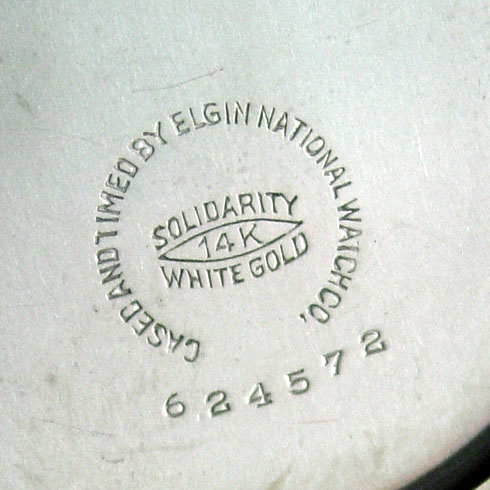 CASED AND TIMED BY ELGIN NATIONAL WATCH CO.
SOLIDARITY
14K
WHITE GOLD
624572